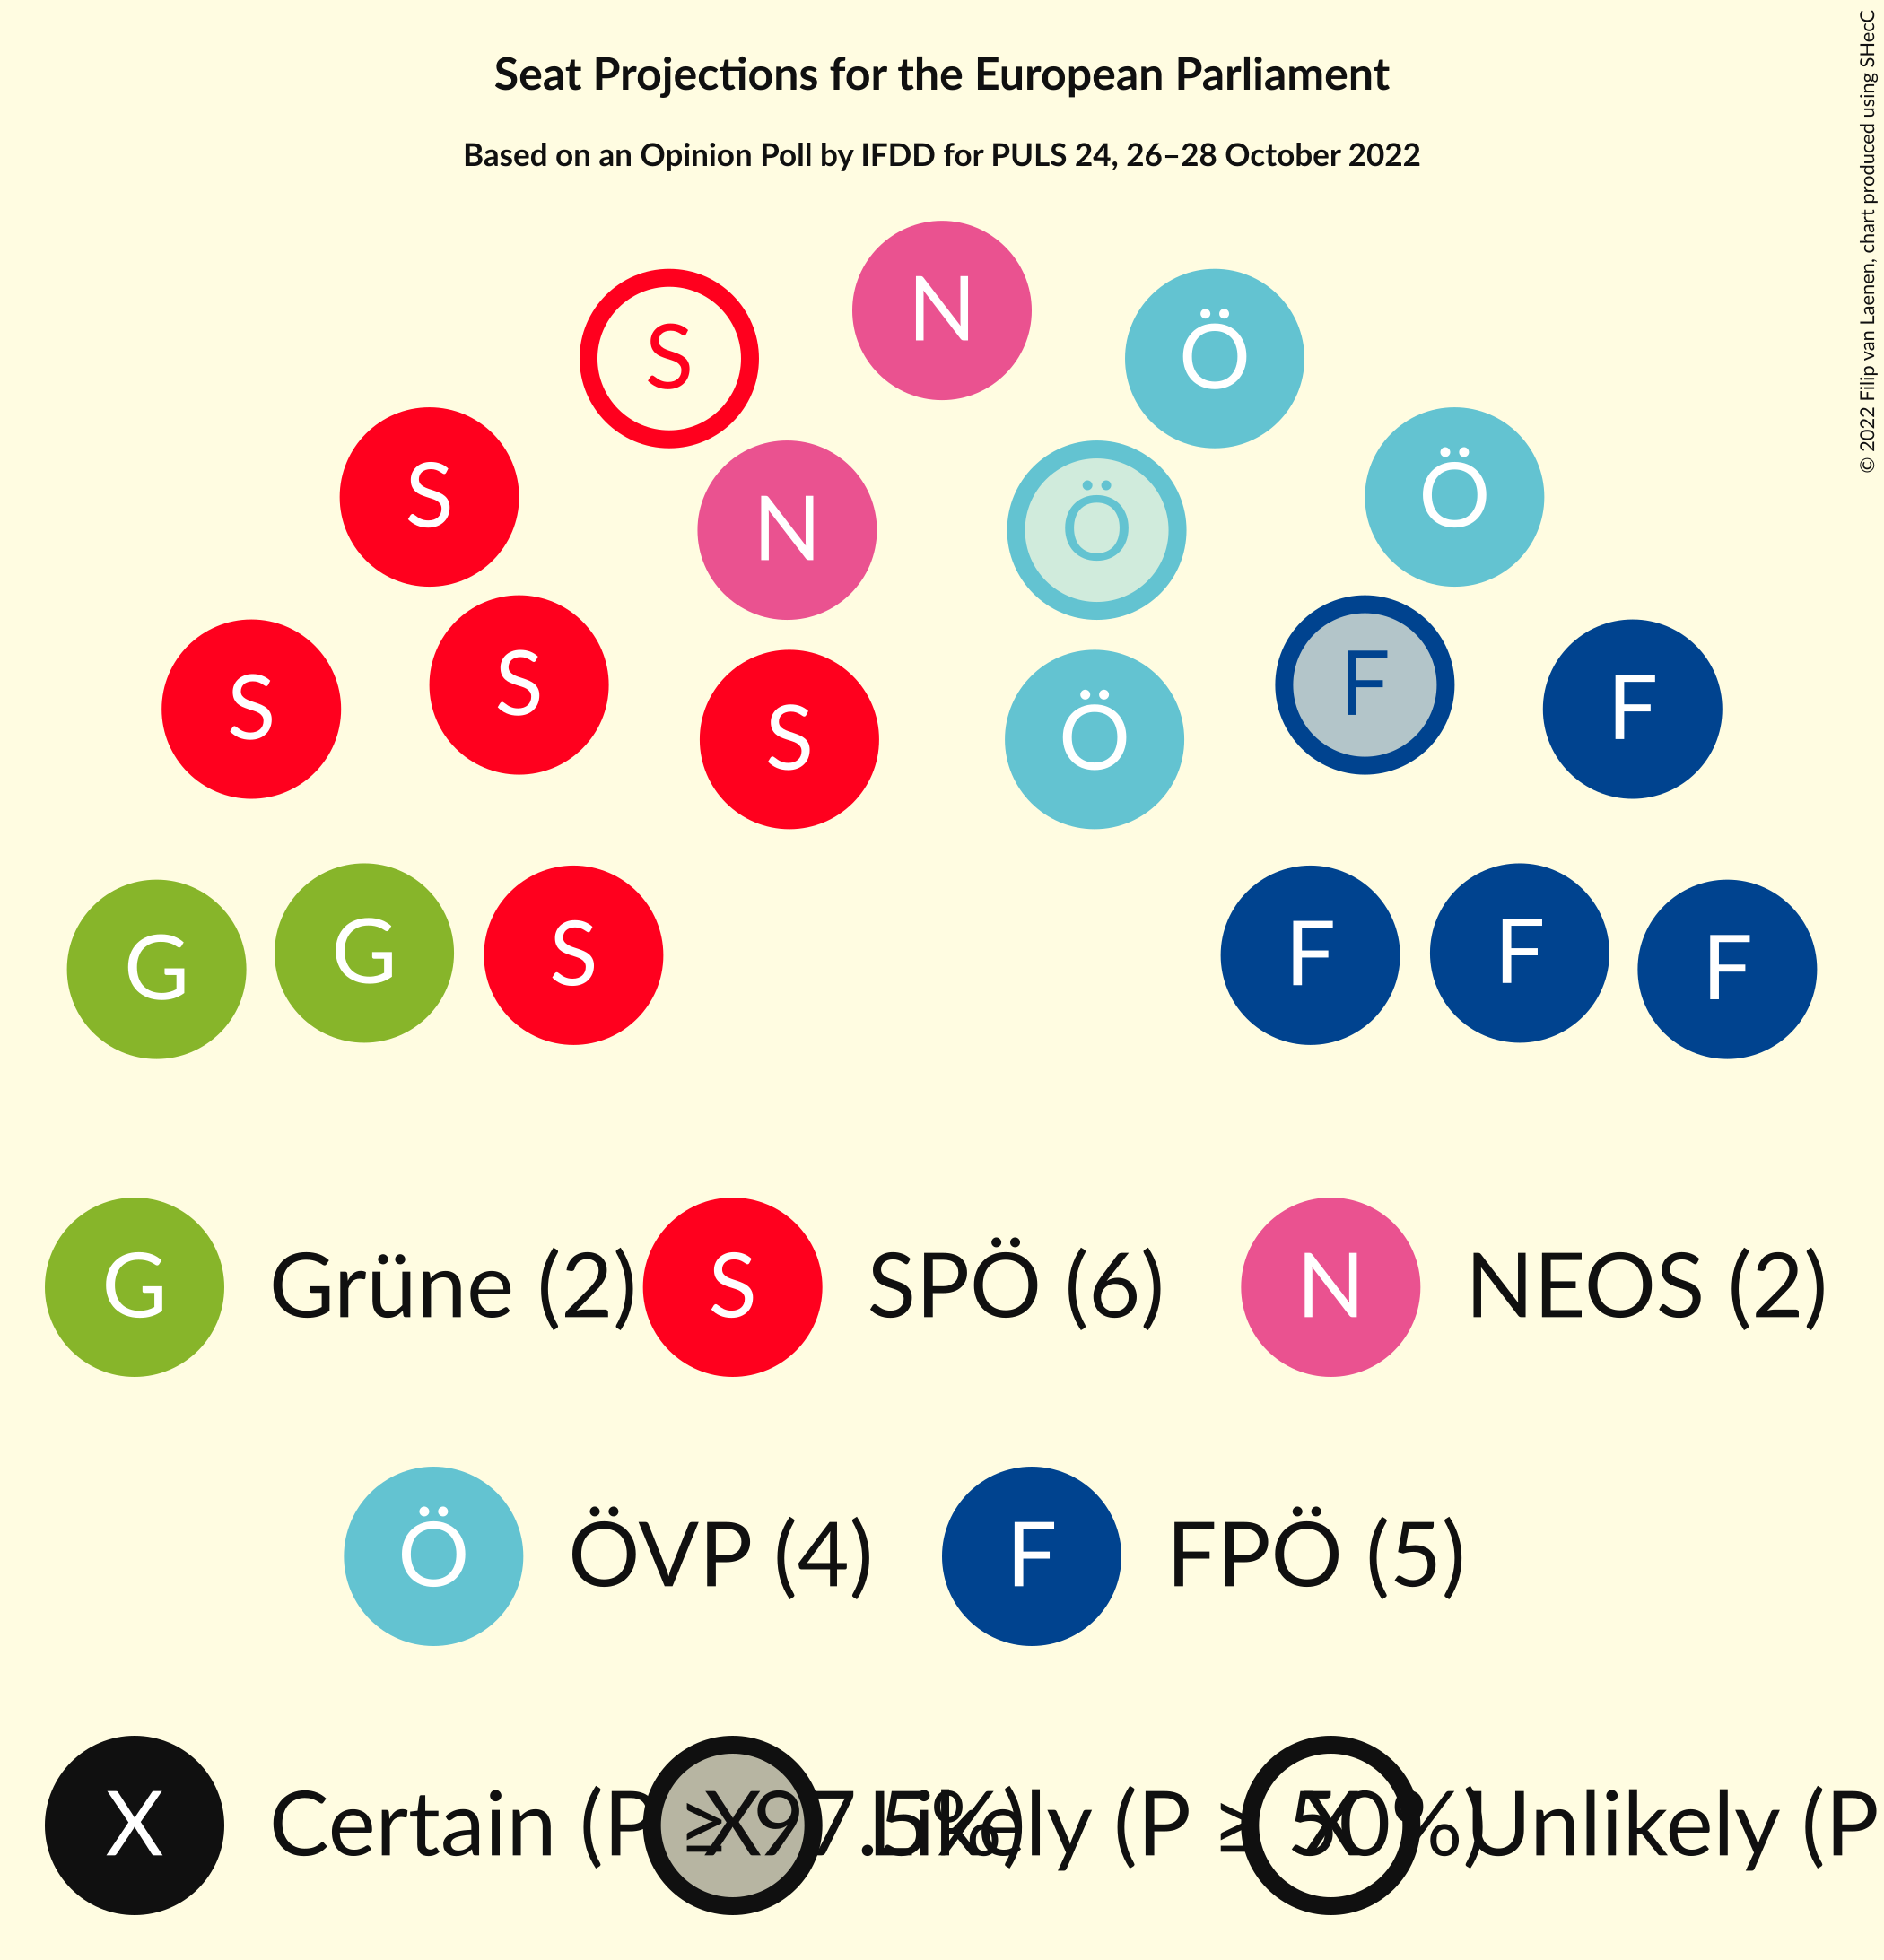 Seat Projections for the European Parliament
Based on an Opinion Poll by IFDD for PULS 24, 26–28 October 2022
© 2022 Filip van Laenen, chart produced using SHecC
N
S Ö
S Ö
N Ö
S F
S F
S Ö
G F
G F
S F
G Grüne (2) S SPÖ (6) N NEOS (2)
Ö ÖVP (4) F FPÖ (5)
X Certain (P ≥ 97.5%) X Likely (P ≥ 50%) X Unlikely (P